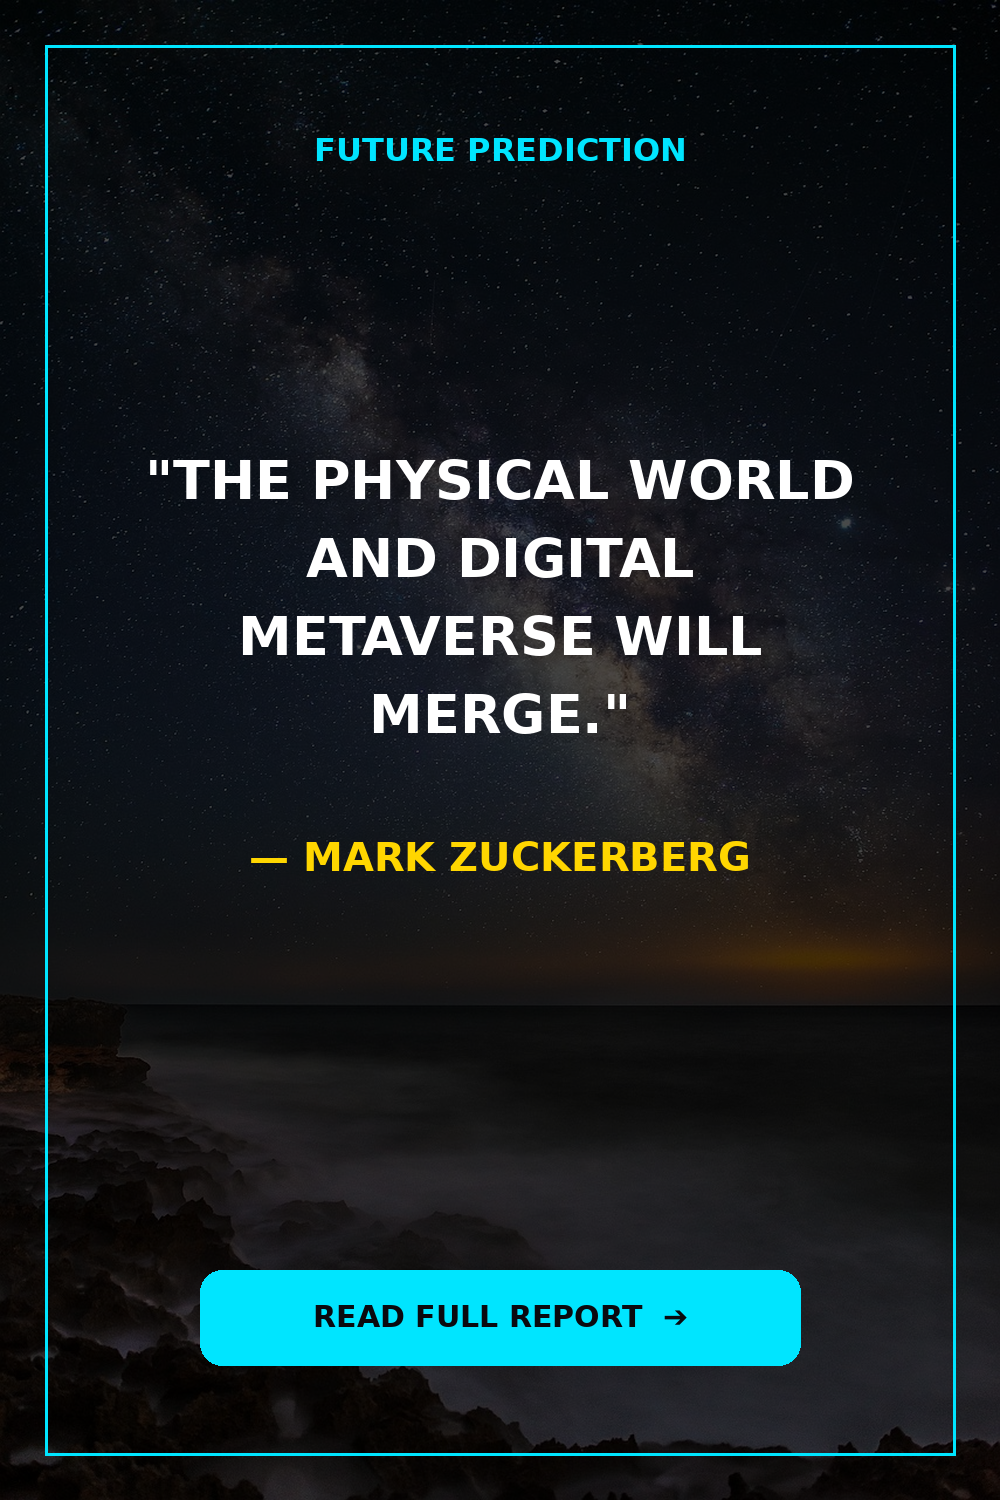 FUTURE PREDICTION
"THE PHYSICAL WORLD
AND DIGITAL
METAVERSE WILL
MERGE."
— MARK ZUCKERBERG
READ FULL REPORT ➔